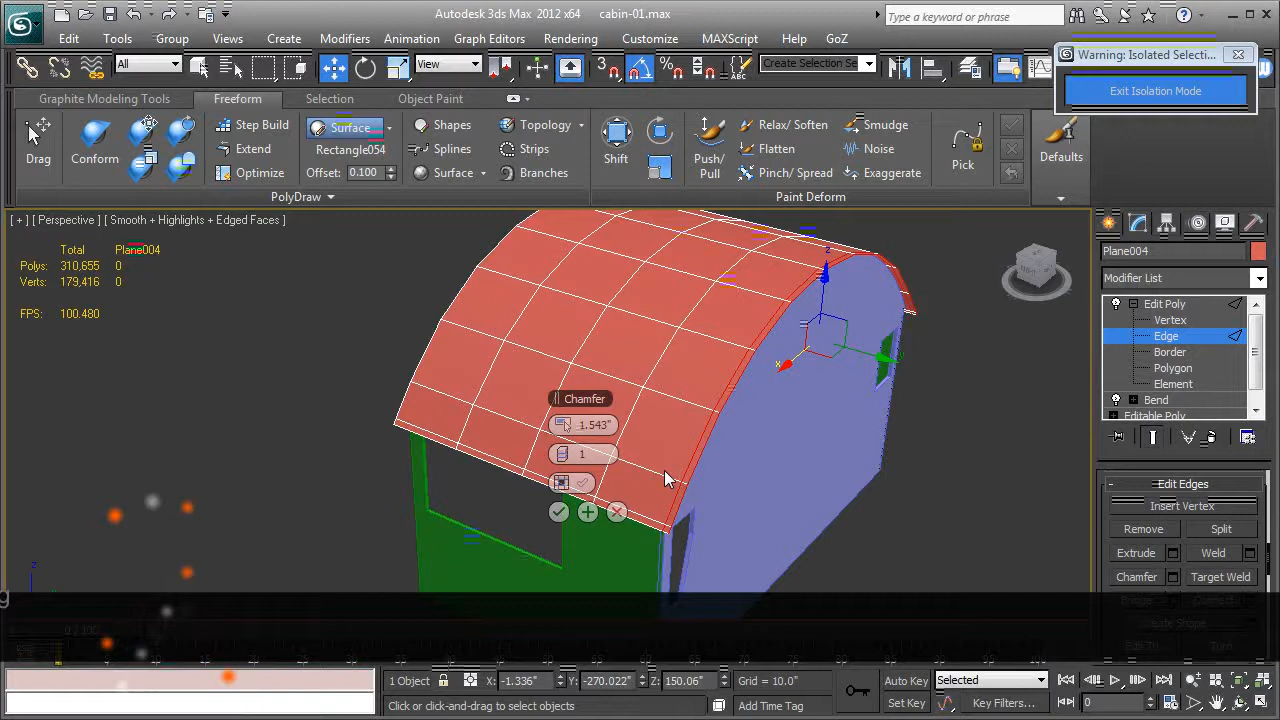 Autodesk 3ds Max 2012 x64 cabin-01.max
Type a keyword or phrase
Edit Tools Group Views Create Modifiers Animation Graph Editors Rendering Customize MAXScript Help GoZ
Warning: Isolated Selecti...
Exit Isolation Mode
All
View
Create Selection Se
Graphite Modeling Tools Freeform Selection Object Paint
Drag
Conform
Step Build
Extend
Optimize
Surface
Rectangle054
Offset: 0.100
Shapes
Splines
Surface
Topology
Strips
Branches
Shift
Push/
Pull
Relax/ Soften
Flatten
Pinch/ Spread
Smudge
Noise
Exaggerate
Pick
Defaults
PolyDraw
Paint Deform
[ + ] [ Perspective ] [ Smooth + Highlights + Edged Faces ]
Total Plane004
Polys: 310,655 0
Verts: 179,416 0
FPS: 100.480
z
x
Chamfer
1.543"
1
Plane004
Modifier List
Edit Poly
Vertex
Edge
Border
Polygon
Element
Bend
Editable Poly
- Edit Edges
Insert Vertex
Remove Split
Extrude Weld
Chamfer Target Weld
Create Shape
z
g
0 / 100
1 Object
X: -1.336"
Y: -270.022"
Z: 150.06"
Grid = 10.0"
Auto Key
Selected
Click or click-and-drag to select objects
Add Time Tag
Set Key
Key Filters...
0